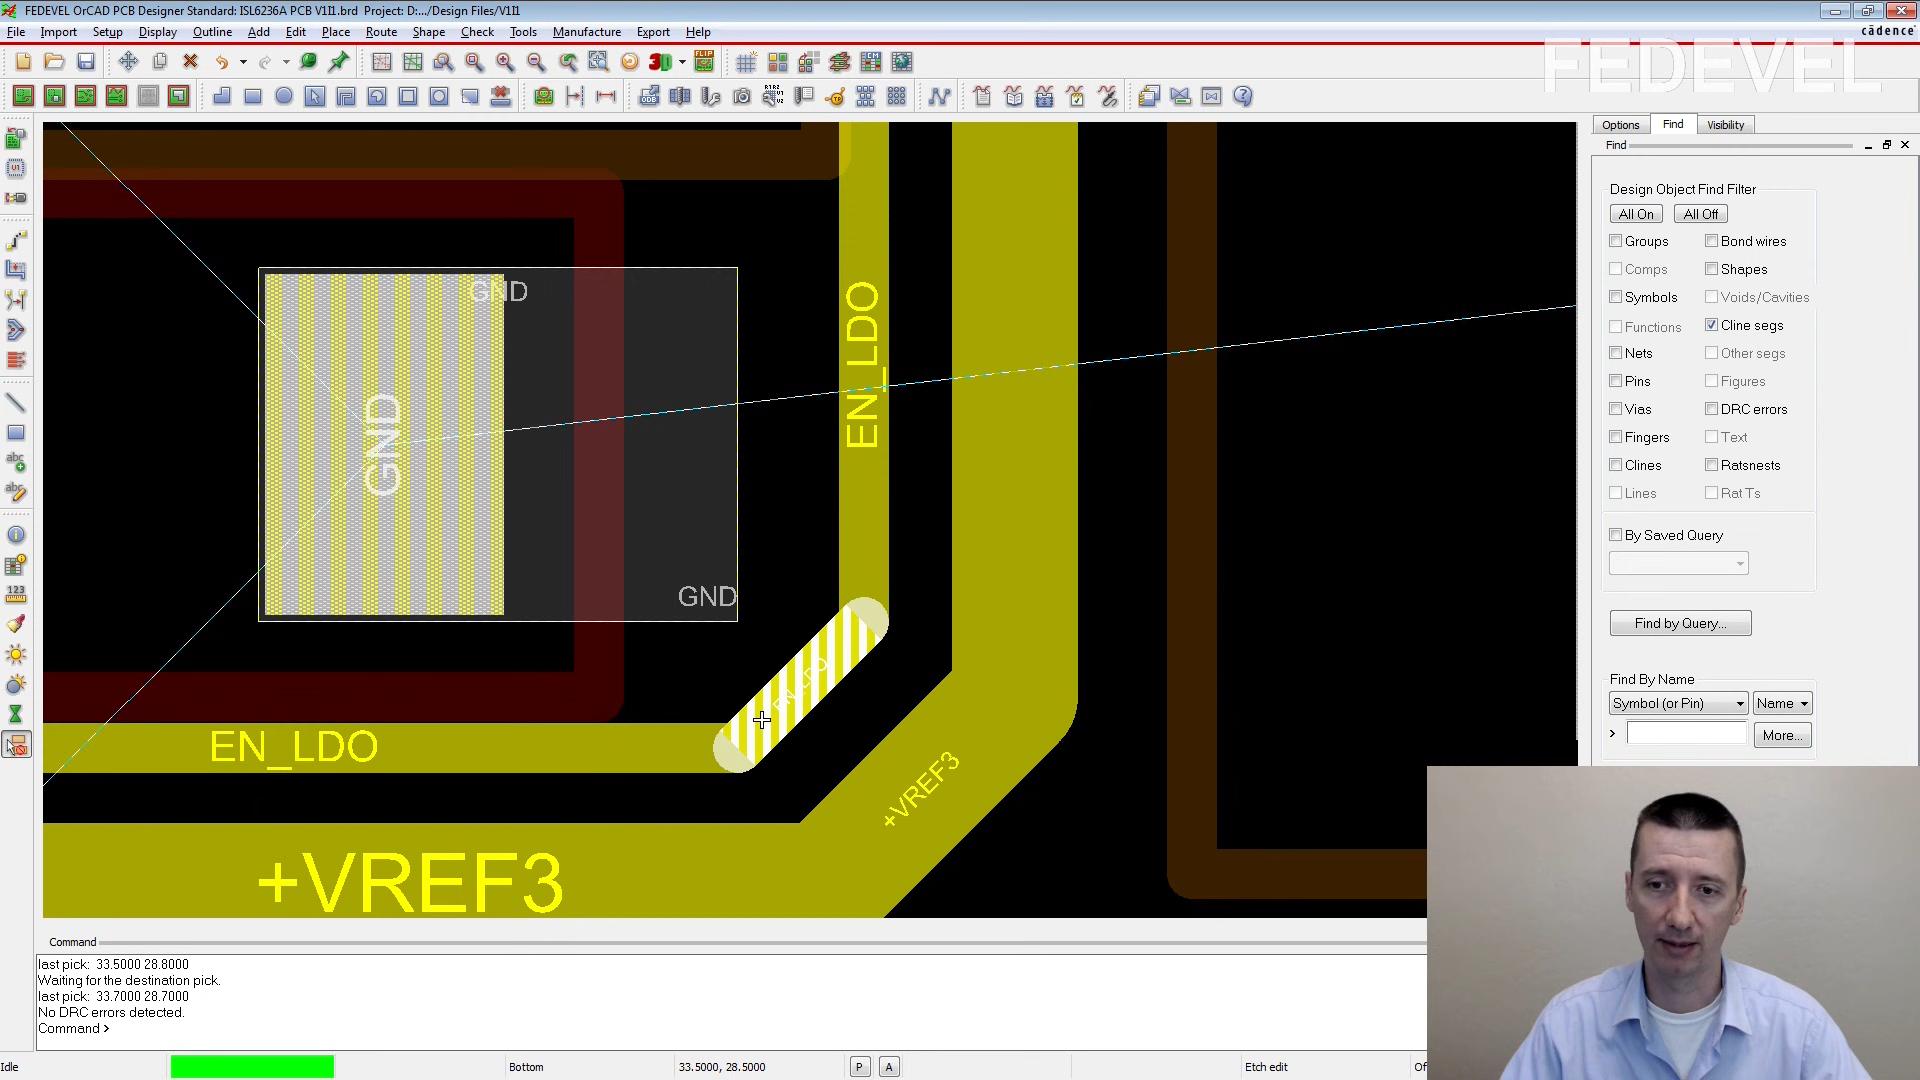 FEDEVEL OrCAD PCB Designer Standard: ISL6236A PCB V1I1.brd Project: D:.../Design Files/V1I1
File Import Setup Display Outline Add Edit Place Route Shape Check Tools Manufacture Export Help
cādence
FEDEVEL
Options Find Visibility
Find
Design Object Find Filter
All On All Off
Groups Bond wires
Comps Shapes
Symbols Voids/Cavities
Functions Cline segs
Nets Other segs
Pins Figures
Vias DRC errors
Fingers Text
Clines Ratsnests
Lines Rat Ts
By Saved Query
Find by Query...
Find By Name
Symbol (or Pin) Name
> More...
GND
GND
GND
EN_LDO
EN_LDO
EN_LDO
+VREF3
+VREF3
Command
last pick: 33.5000 28.8000
Waiting for the destination pick.
last pick: 33.7000 28.7000
No DRC errors detected.
Command >
Idle Bottom 33.5000, 28.5000 P A Etch edit